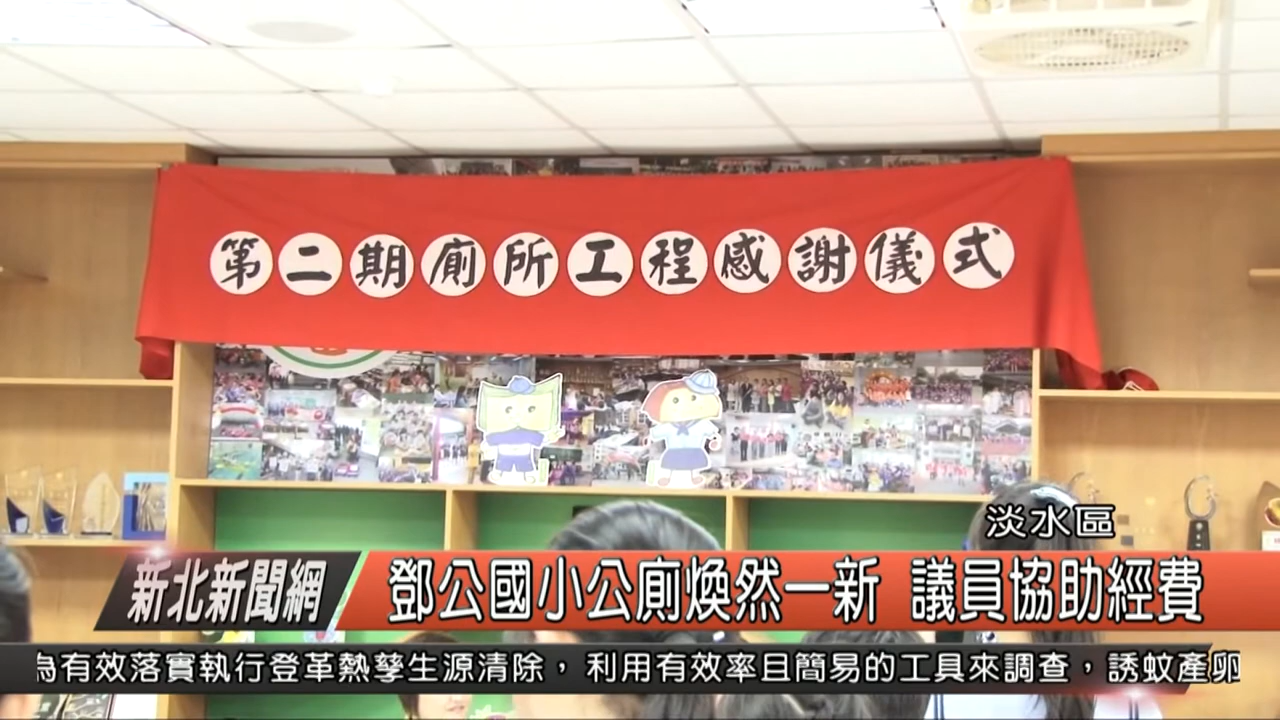 第二期廁所工程感謝儀式
淡水區
新北新聞網
鄧公國小公廁煥然一新 議員協助經費
為有效落實執行登革熱孳生源清除，利用有效率且簡易的工具來調查，誘蚊產卵